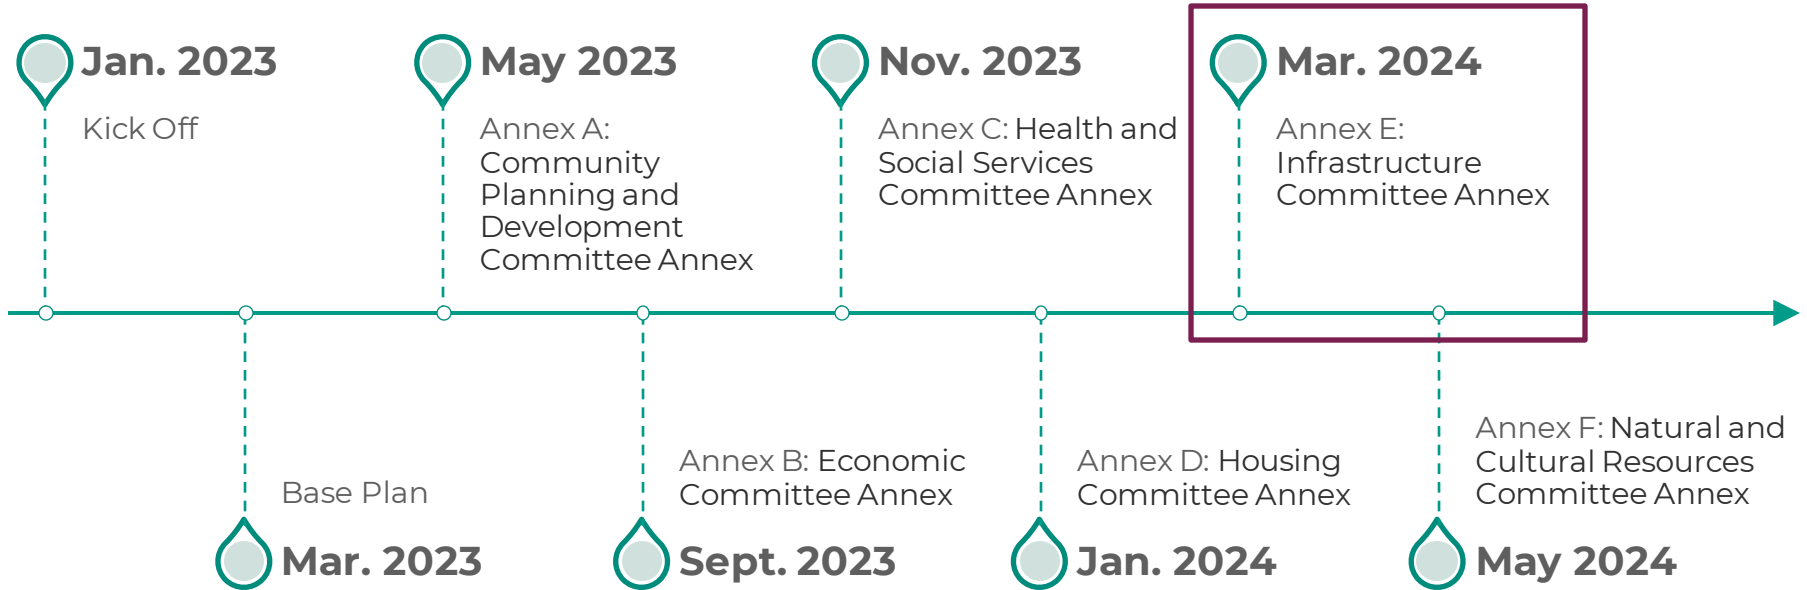 Jan. 2023
Kick Off
May 2023
Annex A:
Community
Planning and
Development
Committee Annex
Nov. 2023
Annex C: Health and
Social Services
Committee Annex
Mar. 2024
Annex E:
Infrastructure
Committee Annex
Base Plan
Mar. 2023
Annex B: Economic
Committee Annex
Sept. 2023
Annex D: Housing
Committee Annex
Jan. 2024
Annex F: Natural and
Cultural Resources
Committee Annex
May 2024